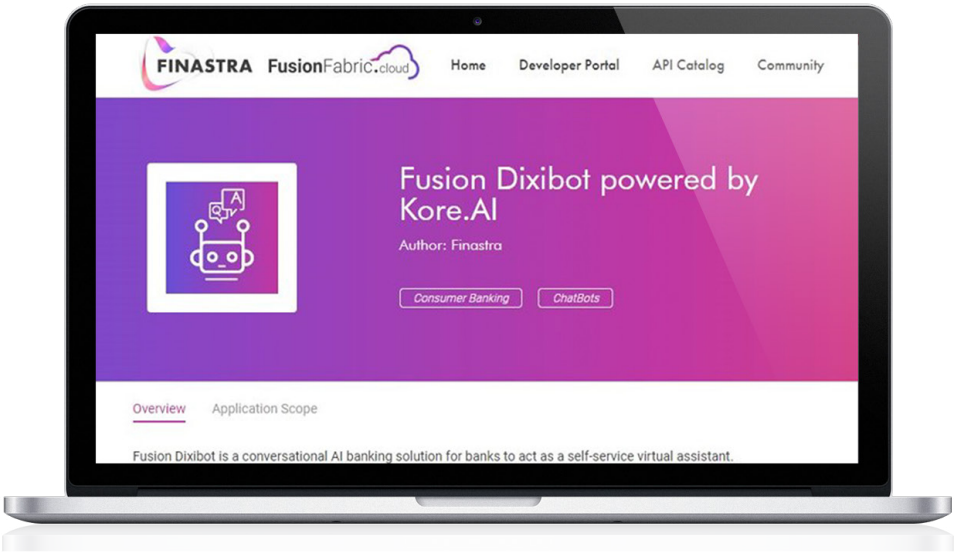 FINASTRA FusionFabric.cloud Home Developer Portal API Catalog Community
Q A
Fusion Dixibot powered by
Kore.AI
Author: Finastra
Consumer Banking ChatBots
Overview Application Scope
Fusion Dixibot is a conversational AI banking solution for banks to act as a self-service virtual assistant.